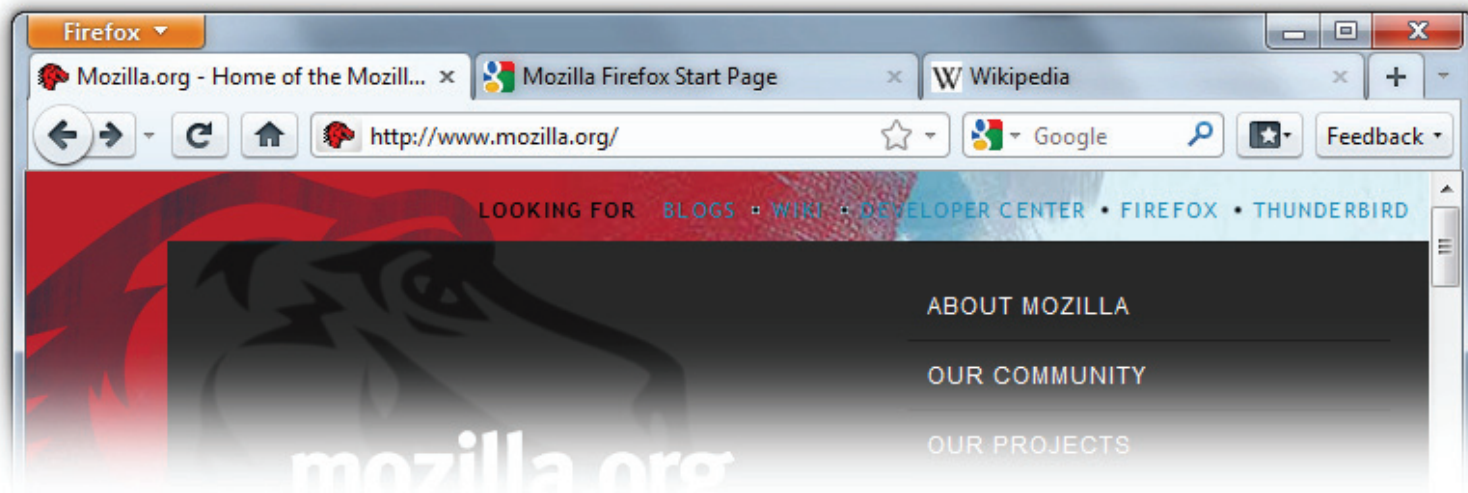 Firefox
Mozilla.org - Home of the Mozill... Mozilla Firefox Start Page W Wikipedia
http://www.mozilla.org/ Google Feedback
LOOKING FOR BLOGS • WIKI • DEVELOPER CENTER • FIREFOX • THUNDERBIRD
ABOUT MOZILLA
OUR COMMUNITY
OUR PROJECTS
mozilla.org